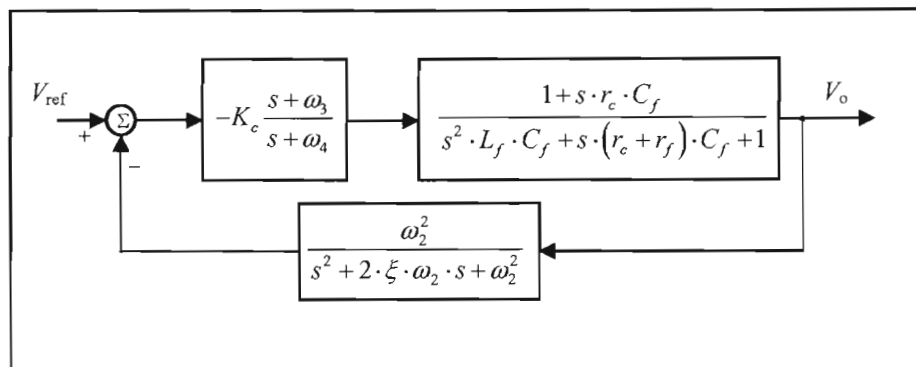 V_ref
+
Σ
−
−K_c (s + ω_3)/(s + ω_4)
(1 + s · r_c · C_f)/(s^2 · L_f · C_f + s · (r_c + r_f) · C_f + 1)
V_o
ω_2^2/(s^2 + 2 · ξ · ω_2 · s + ω_2^2)